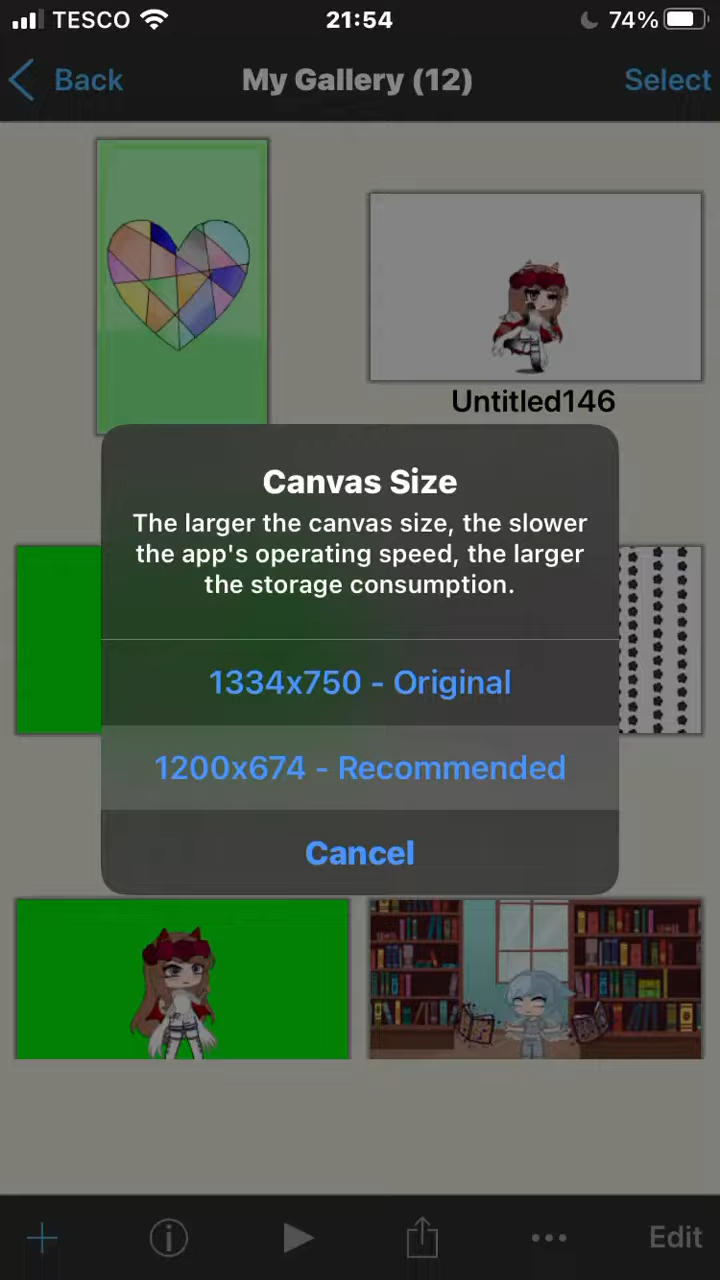 TESCO
21:54
74%
Back
My Gallery (12)
Select
Untitled146
Canvas Size
The larger the canvas size, the slower
the app's operating speed, the larger
the storage consumption.
1334x750 - Original
1200x674 - Recommended
Cancel
Edit